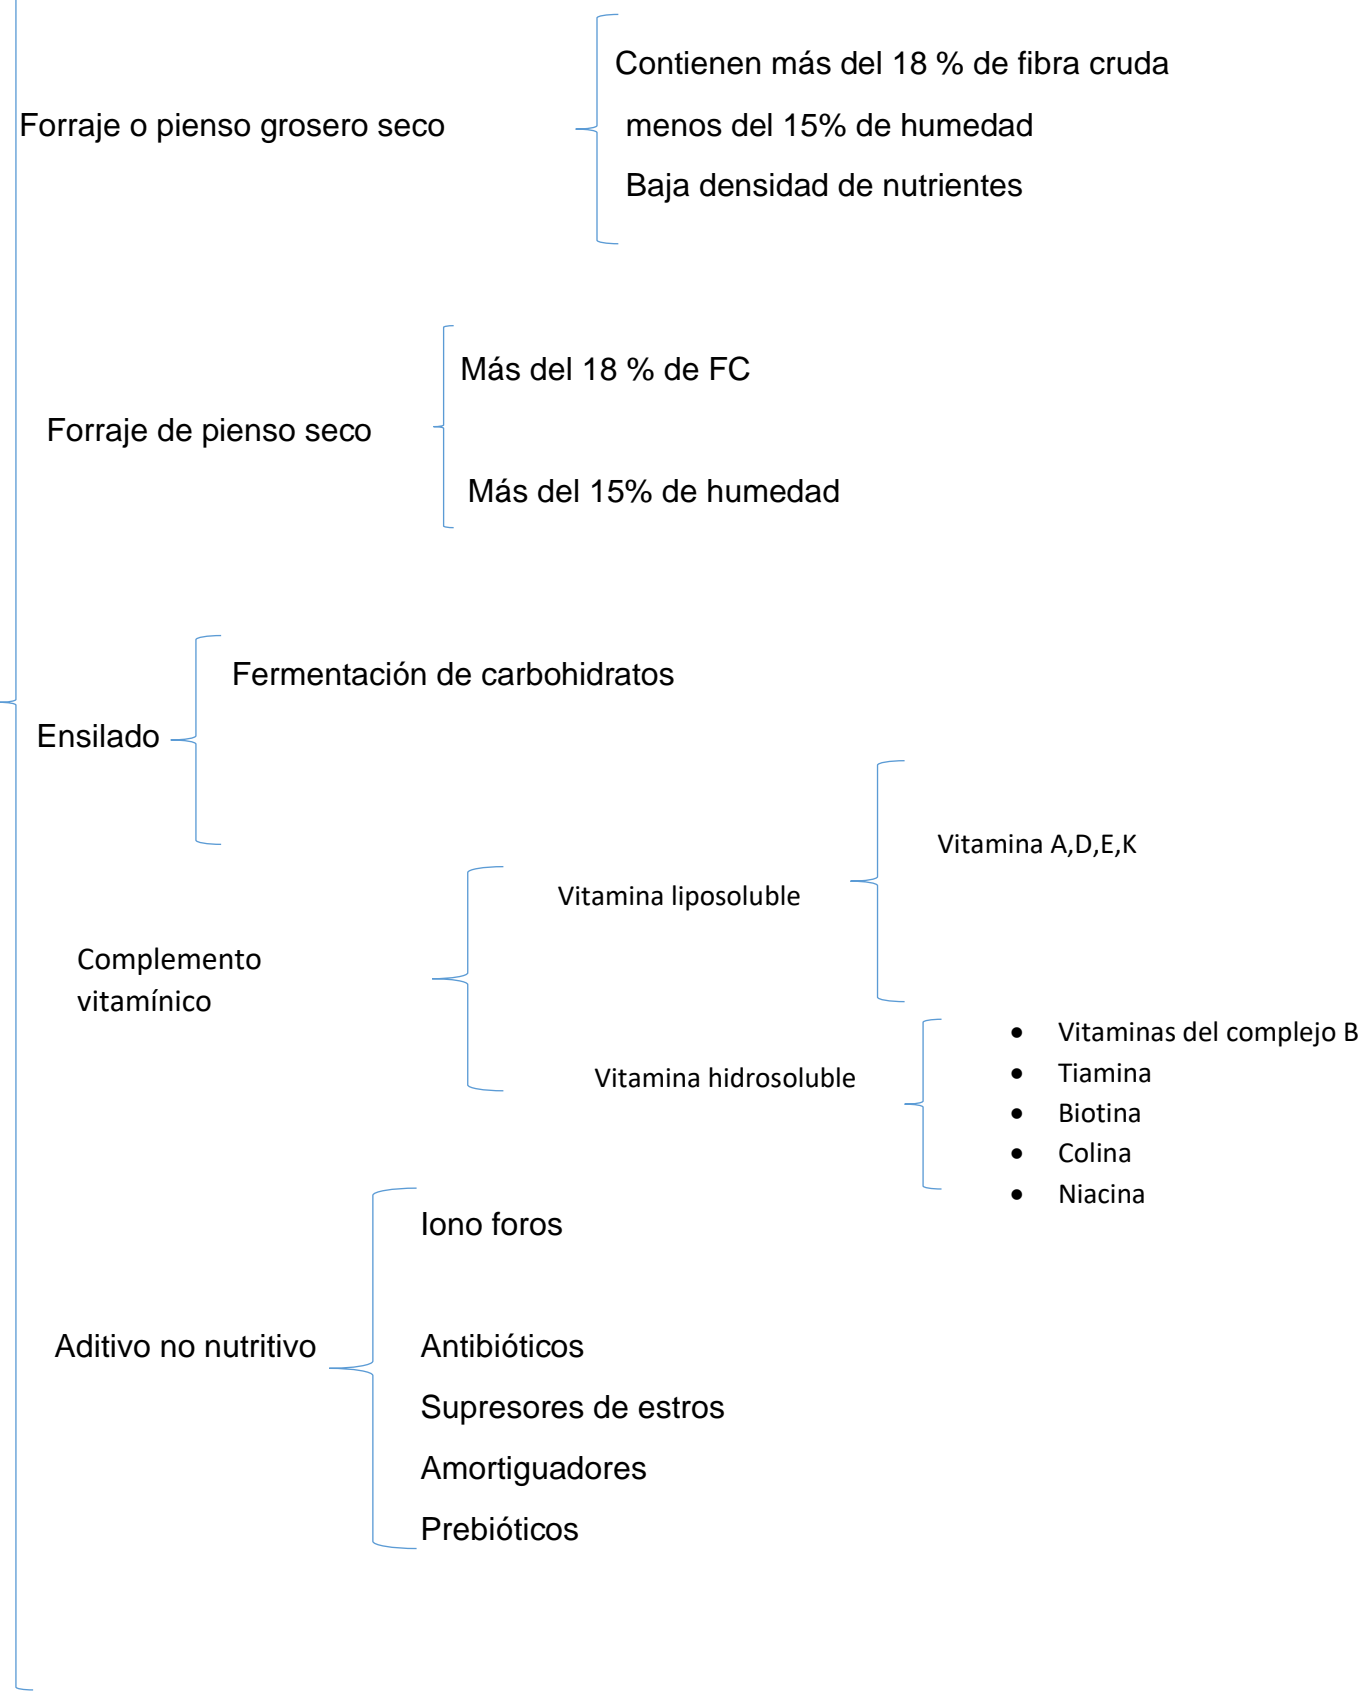 Contienen más del 18 % de fibra cruda
Forraje o pienso grosero seco
menos del 15% de humedad
Baja densidad de nutrientes
Más del 18 % de FC
Forraje de pienso seco
Más del 15% de humedad
Fermentación de carbohidratos
Ensilado
Complemento
vitamínico
Vitamina liposoluble
Vitamina A,D,E,K
Vitamina hidrosoluble
• Vitaminas del complejo B
• Tiamina
• Biotina
• Colina
• Niacina
Aditivo no nutritivo
Iono foros
Antibióticos
Supresores de estros
Amortiguadores
Prebióticos